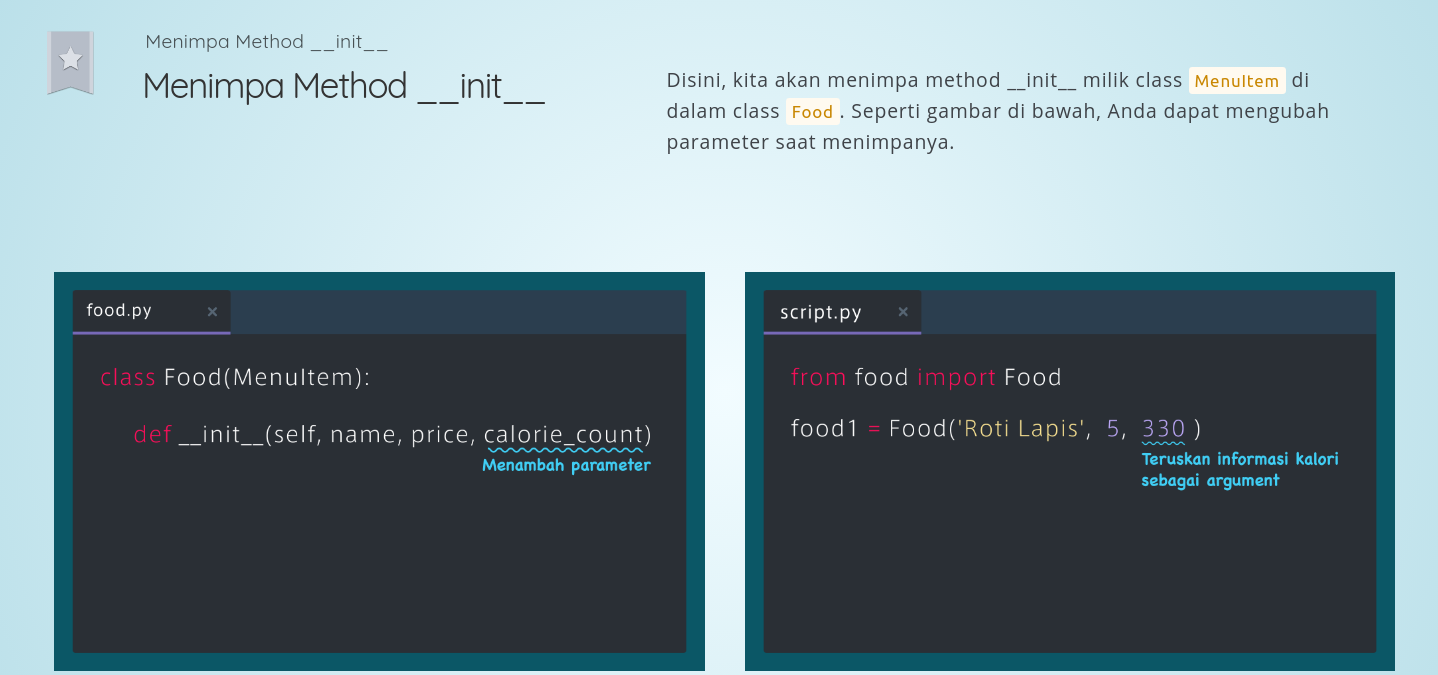 Menimpa Method __init__
Menimpa Method __init__
Disini, kita akan menimpa method __init__ milik class MenuItem di
dalam class Food. Seperti gambar di bawah, Anda dapat mengubah
parameter saat menimpanya.
food.py ×
class Food(MenuItem):
def __init__(self, name, price, calorie_count)
Menambah parameter
script.py ×
from food import Food
food1 = Food('Roti Lapis', 5, 330 )
Teruskan informasi kalori
sebagai argument